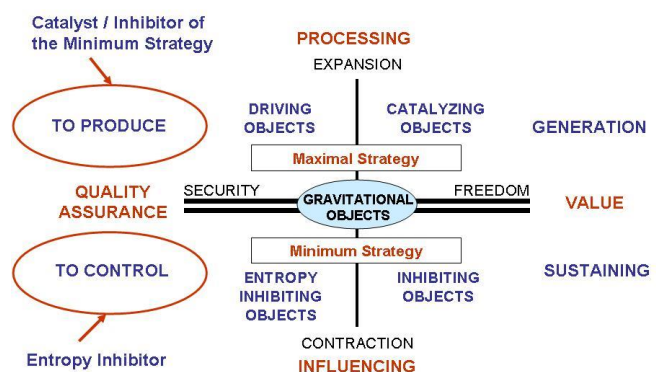 Catalyst / Inhibitor of
the Minimum Strategy
PROCESSING
EXPANSION
TO PRODUCE
DRIVING
OBJECTS
CATALYZING
OBJECTS
GENERATION
Maximal Strategy
QUALITY
ASSURANCE
SECURITY
GRAVITATIONAL
OBJECTS
FREEDOM
VALUE
Minimum Strategy
TO CONTROL
ENTROPY
INHIBITING
OBJECTS
INHIBITING
OBJECTS
SUSTAINING
CONTRACTION
INFLUENCING
Entropy Inhibitor